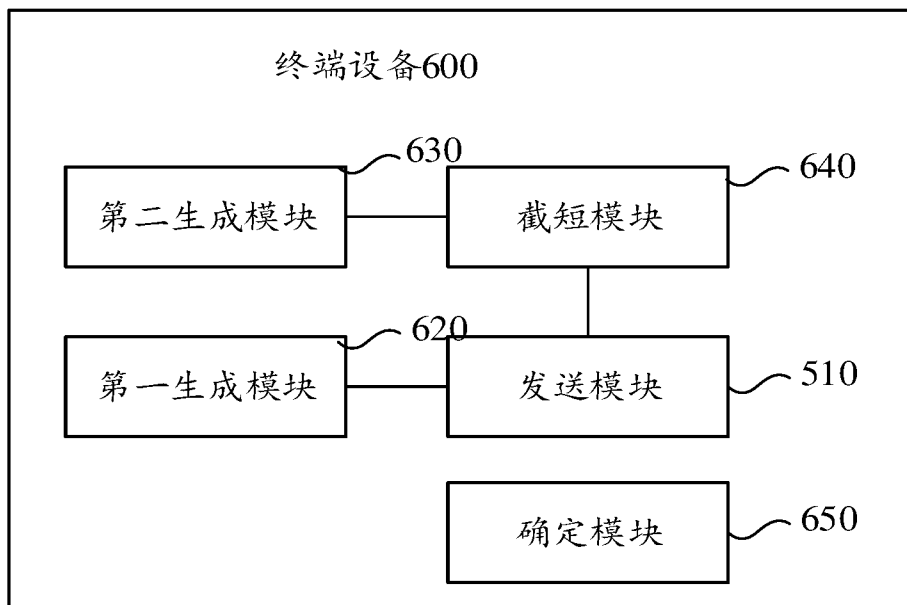 终端设备600
630
640
第二生成模块
截短模块
620
510
第一生成模块
发送模块
650
确定模块